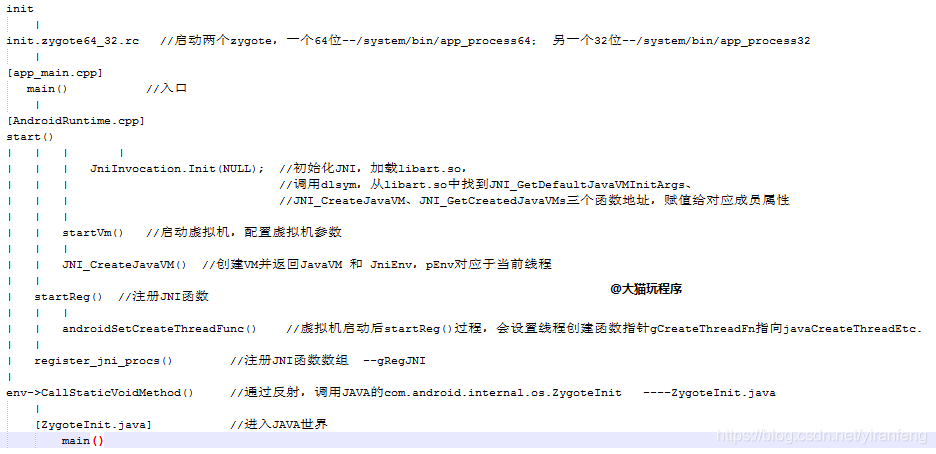 init
init.zygote64_32.rc //启动两个zygote，一个64位--/system/bin/app_process64； 另一个32位--/system/bin/app_process32
[app_main.cpp]
main() //入口
[AndroidRuntime.cpp]
start()
JniInvocation.Init(NULL); //初始化JNI，加载libart.so，
//调用dlsym，从libart.so中找到JNI_GetDefaultJavaVMInitArgs、
//JNI_CreateJavaVM、JNI_GetCreatedJavaVMs三个函数地址，赋值给对应成员属性
startVm() //启动虚拟机，配置虚拟机参数
JNI_CreateJavaVM() //创建VM并返回JavaVM 和 JniEnv，pEnv对应于当前线程
@大猫玩程序
startReg() //注册JNI函数
androidSetCreateThreadFunc() //虚拟机启动后startReg()过程，会设置线程创建函数指针gCreateThreadFn指向javaCreateThreadEtc.
register_jni_procs() //注册JNI函数数组 --gRegJNI
env->CallStaticVoidMethod() //通过反射，调用JAVA的com.android.internal.os.ZygoteInit ----ZygoteInit.java
[ZygoteInit.java] //进入JAVA世界
main()
https://blog.csdn.net/yiranfeng